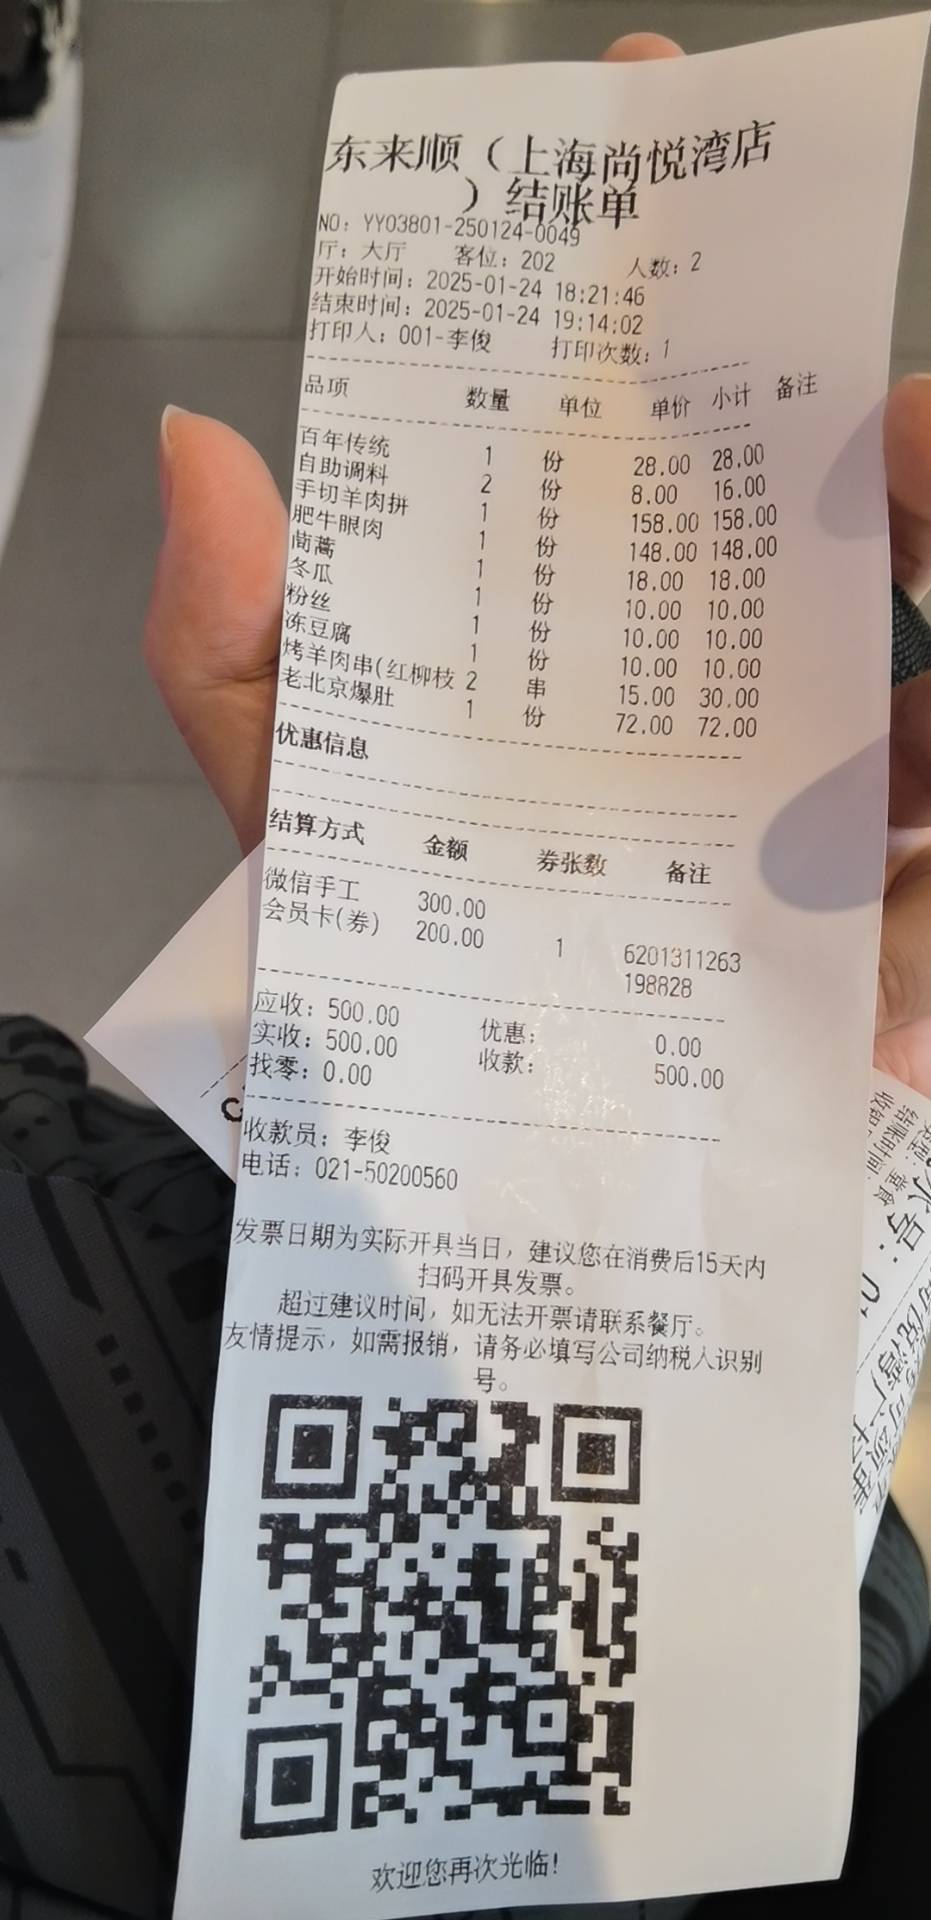 东来顺（上海尚悦湾店
）结账单
NO：YY03801-250124-0049
厅：大厅 客位：202 人数：2
开始时间：2025-01-24 18:21:46
结束时间：2025-01-24 19:14:02
打印人：001-李俊 打印次数：1
品项 数量 单位 单价 小计 备注
百年传统 1 份 28.00 28.00
自助调料 2 份 8.00 16.00
手切羊肉拼 1 份 158.00 158.00
肥牛眼肉 1 份 148.00 148.00
茼蒿 1 份 18.00 18.00
冬瓜 1 份 10.00 10.00
粉丝 1 份 10.00 10.00
冻豆腐 1 份 10.00 10.00
烤羊肉串(红柳枝 2 串 15.00 30.00
老北京爆肚 1 份 72.00 72.00
优惠信息
结算方式 金额 券张数 备注
微信手工 300.00
会员卡(券) 200.00 1 6201311263
198828
应收：500.00 优惠： 0.00
实收：500.00 收款： 500.00
找零：0.00
收款员：李俊
电话：021-50200560
发票日期为实际开具当日，建议您在消费后15天内
扫码开具发票。
超过建议时间，如无法开票请联系餐厅。
友情提示，如需报销，请务必填写公司纳税人识别
号。
欢迎您再次光临!